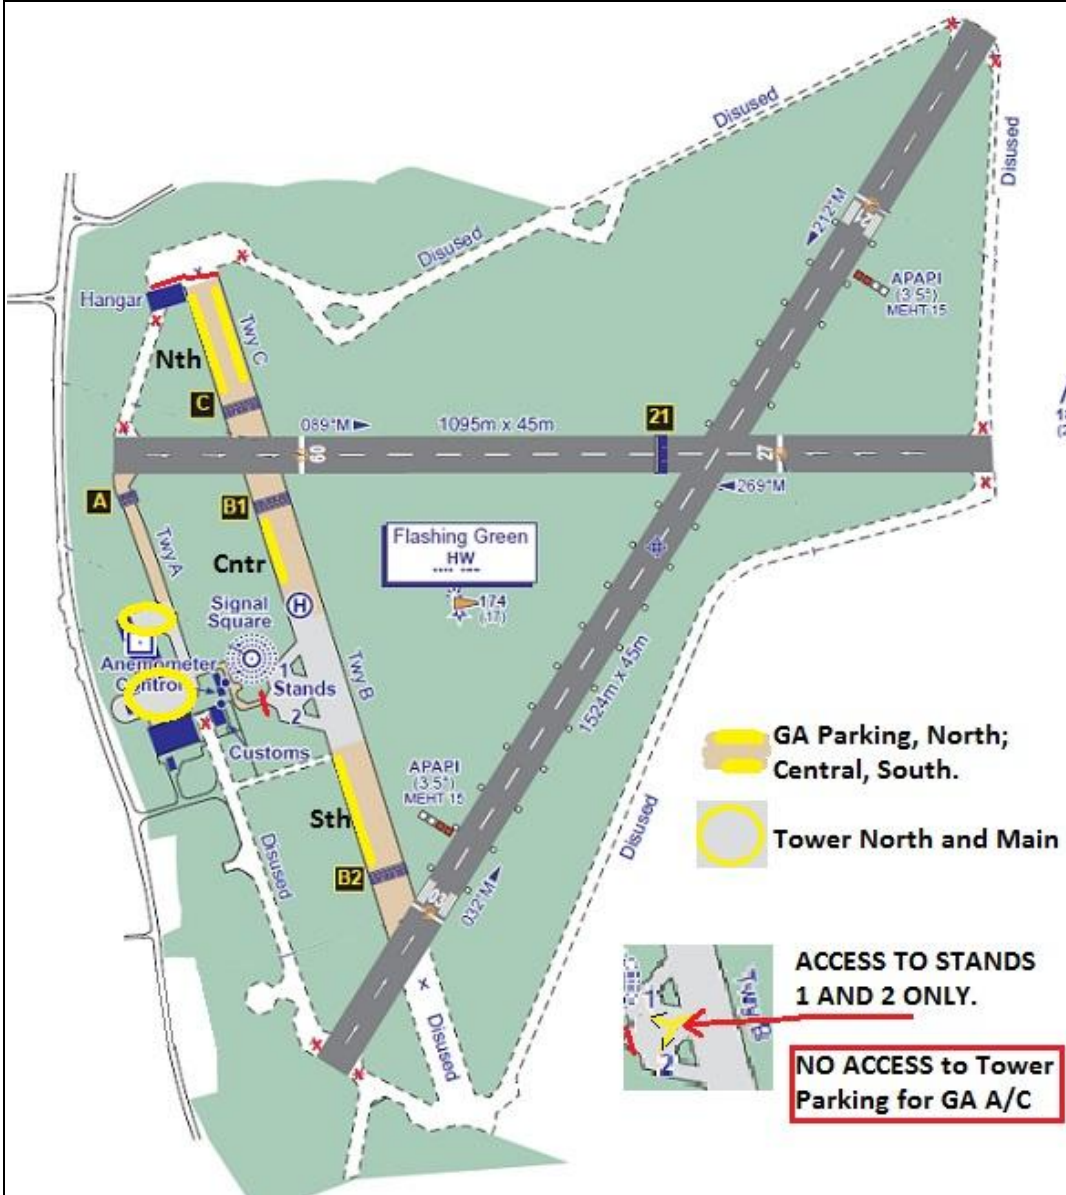 Disused
Disused
212°M
21
APAPI
(3·5°)
MEHT 15
Disused
Hangar
Twy C
Nth
C
089°M
1095m x 45m
21
09
27
269°M
A
B1
Twy A
Cntr
Flashing Green
HW
174
(17)
Signal
Square
H
Twy B
Anemometer
Control
1
Stands
2
Customs
1524m x 45m
GA Parking, North;
Central, South.
APAPI
(3·5°)
MEHT 15
Tower North and Main
Sth
Disused
Disused
B2
03
032°M
Disused
ACCESS TO STANDS
1 AND 2 ONLY.
1
2
NO ACCESS to Tower
Parking for GA A/C